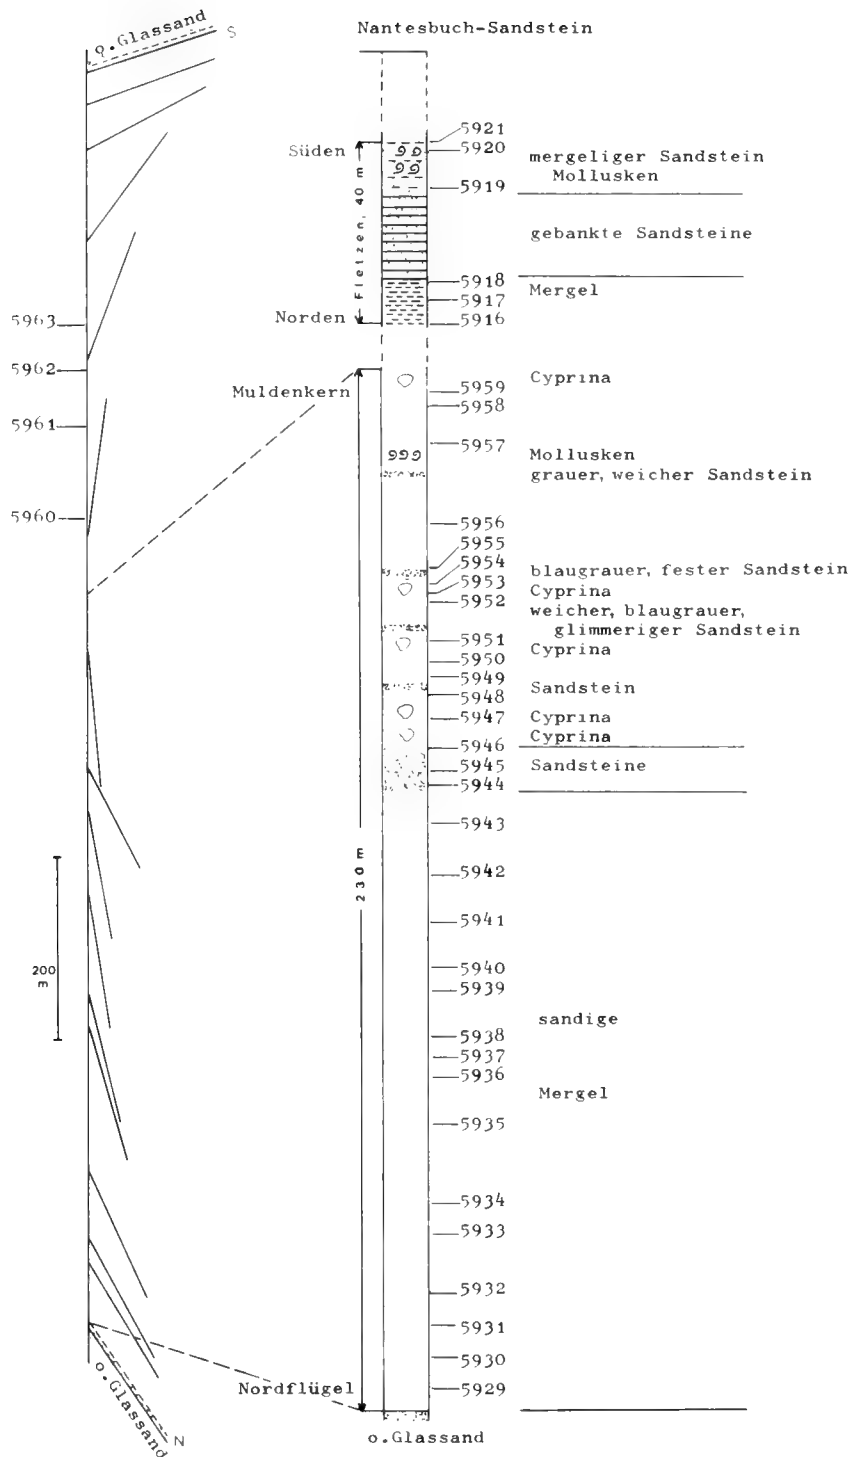 o.Glassand
S
Nantesbuch-Sandstein
Süden
Fletzen, 40 m
Norden
5921
5920
5919
5918
5917
5916
mergeliger Sandstein
Mollusken
gebankte Sandsteine
Mergel
5963
5962
5961
5960
Muldenkern
230 m
5959
5958
5957
5956
5955
5954
5953
5952
5951
5950
5949
5948
5947
5946
5945
5944
5943
5942
5941
5940
5939
5938
5937
5936
5935
5934
5933
5932
5931
5930
5929
Cyprina
Mollusken
grauer, weicher Sandstein
blaugrauer, fester Sandstein
Cyprina
weicher, blaugrauer,
glimmeriger Sandstein
Cyprina
Sandstein
Cyprina
Cyprina
Sandsteine
sandige
Mergel
200
m
Nordflügel
o.Glassand
N
o.Glassand